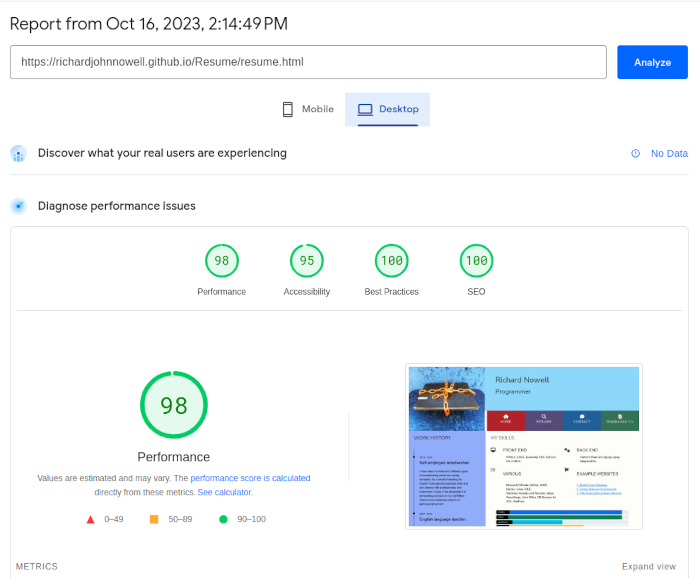 Report from Oct 16, 2023, 2:14:49 PM
https://richardjohnnowell.github.io/Resume/resume.html
Analyze
Mobile
Desktop
Discover what your real users are experiencing
No Data
Diagnose performance issues
98
95
100
100
Performance
Accessibility
Best Practices
SEO
98
Performance
Values are estimated and may vary. The performance score is calculated
directly from these metrics. See calculator.
0–49
50–89
90–100
Richard Nowell
Programmer
HOME
RESUME
CONTACT
DOWNLOAD CV
WORK HISTORY
MY SKILLS
FRONT END
BACK END
Self-employed woodworker.
VARIOUS
EXAMPLE WEBSITES
English language teacher.
METRICS
Expand view